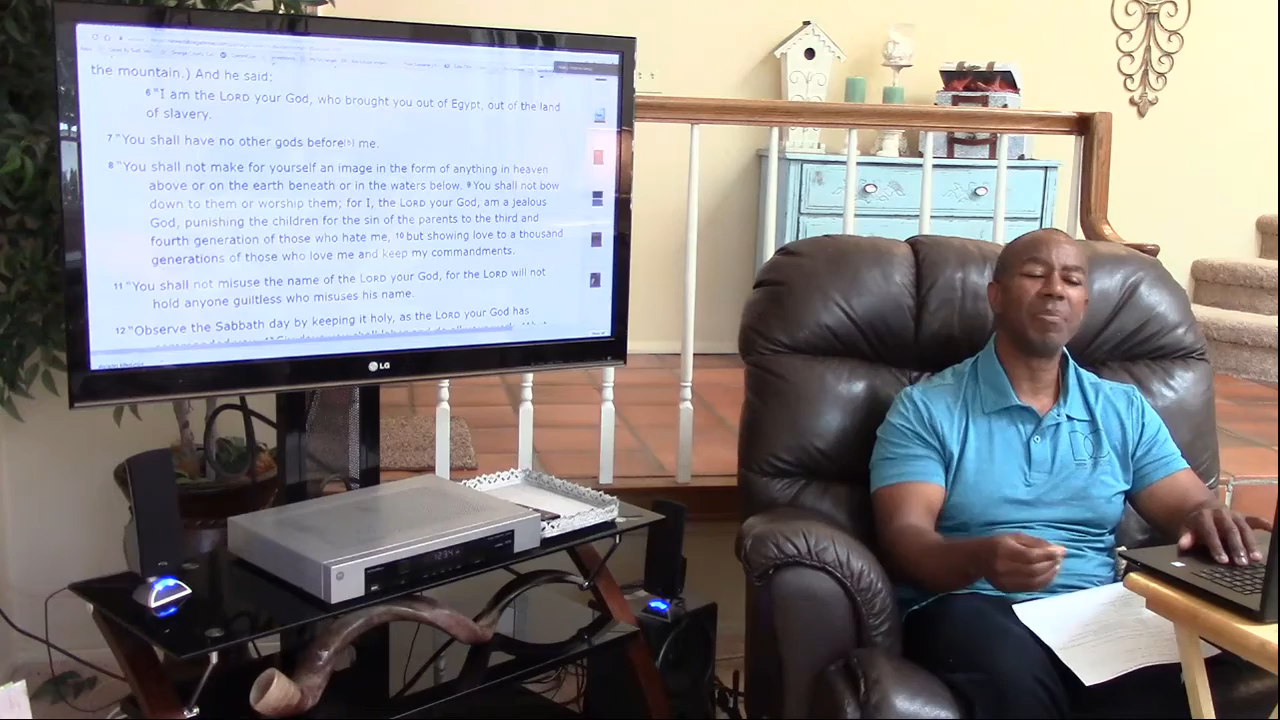 the mountain.) And he said:
6 "I am the LORD your God, who brought you out of Egypt, out of the land
of slavery.
7 "You shall have no other gods before[b] me.
8 "You shall not make for yourself an image in the form of anything in heaven
above or on the earth beneath or in the waters below. 9 You shall not bow
down to them or worship them; for I, the LORD your God, am a jealous
God, punishing the children for the sin of the parents to the third and
fourth generation of those who hate me, 10 but showing love to a thousand
generations of those who love me and keep my commandments.
11 "You shall not misuse the name of the LORD your God, for the LORD will not
hold anyone guiltless who misuses his name.
12 "Observe the Sabbath day by keeping it holy, as the LORD your God has
LG